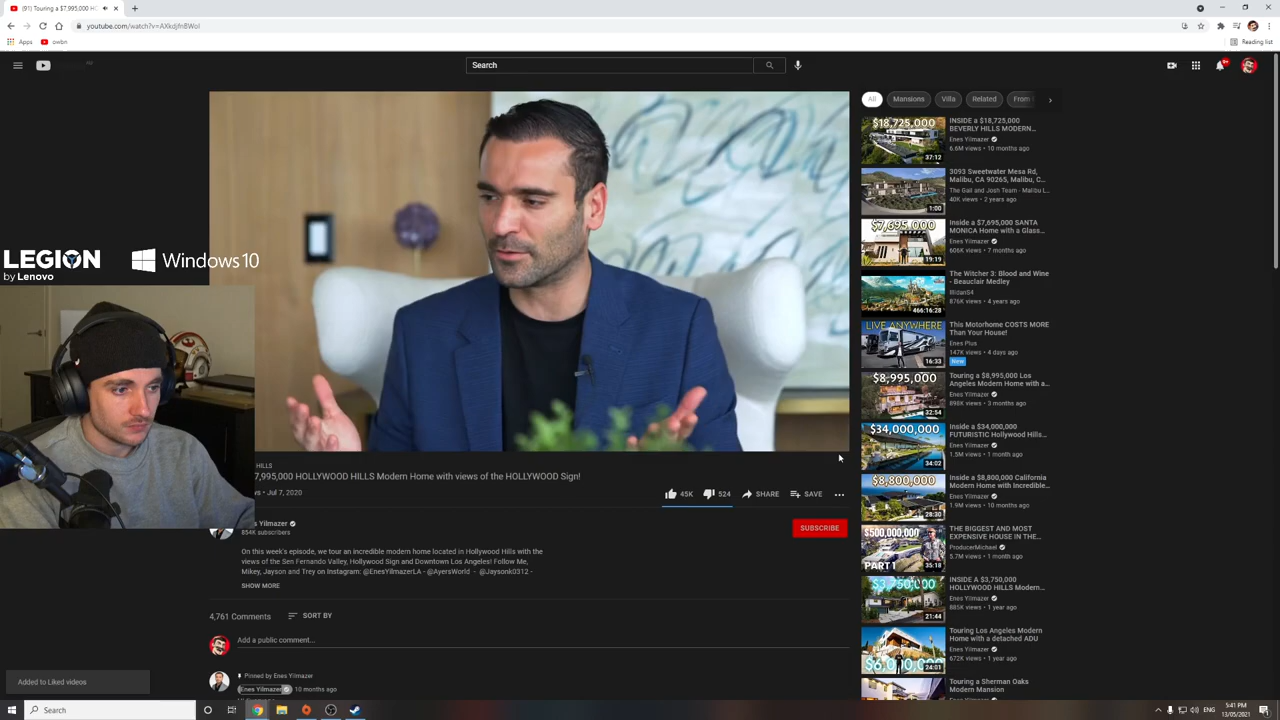 (91) Touring a $7,995,000 H
youtube.com/watch?v=AXkdjfnBWoI
Apps
owbn
Reading list
Search
9+
All
Mansions
Villa
Related
From
$18,725,000
37:12
INSIDE a $18,725,000
BEVERLY HILLS MODERN...
Enes Yilmazer
6.6M views • 10 months ago
1:00
3093 Sweetwater Mesa Rd,
Malibu, CA 90265, Malibu, C...
The Gail and Josh Team - Malibu L...
40K views • 2 years ago
$7,695,000
19:19
Inside a $7,695,000 SANTA
MONICA Home with a Glass...
Enes Yilmazer
606K views • 7 months ago
466:16:28
The Witcher 3: Blood and Wine
- Beauclair Medley
IllidanS4
876K views • 4 years ago
LIVE ANYWHERE
16:33
This Motorhome COSTS MORE
Than Your House!
Enes Plus
147K views • 4 days ago
New
$8,995,000
32:54
Touring a $8,995,000 Los
Angeles Modern Home with a...
Enes Yilmazer
898K views • 3 months ago
$34,000,000
34:02
Inside a $34,000,000
FUTURISTIC Hollywood Hills...
Enes Yilmazer
1.5M views • 1 month ago
$8,800,000
28:30
Inside a $8,800,000 California
Modern Home with Incredible...
Enes Yilmazer
1.9M views • 10 months ago
$500,000,000
PART 1
35:18
THE BIGGEST AND MOST
EXPENSIVE HOUSE IN THE...
ProducerMichael
5.7M views • 1 month ago
$3,750,000
21:44
INSIDE A $3,750,000
HOLLYWOOD HILLS Modern...
Enes Yilmazer
885K views • 1 year ago
24:01
Touring Los Angeles Modern
Home with a detached ADU
Enes Yilmazer
672K views • 1 year ago
Touring a Sherman Oaks
Modern Mansion
LEGION
by Lenovo
Windows 10
HILLS
7,995,000 HOLLYWOOD HILLS Modern Home with views of the HOLLYWOOD Sign!
• Jul 7, 2020
45K
524
SHARE
SAVE
Yilmazer
854K subscribers
SUBSCRIBE
On this week's episode, we tour an incredible modern home located in Hollywood Hills with the
views of the San Fernando Valley, Hollywood Sign and Downtown Los Angeles! Follow Me,
Mikey, Jayson and Trey on Instagram: @EnesYilmazerLA - @AyersWorld - @Jaysonk0312 -
SHOW MORE
4,761 Comments
SORT BY
Add a public comment...
Pinned by Enes Yilmazer
Enes Yilmazer
10 months ago
Added to Liked videos
Search
ENG
5:41 PM
13/05/2021